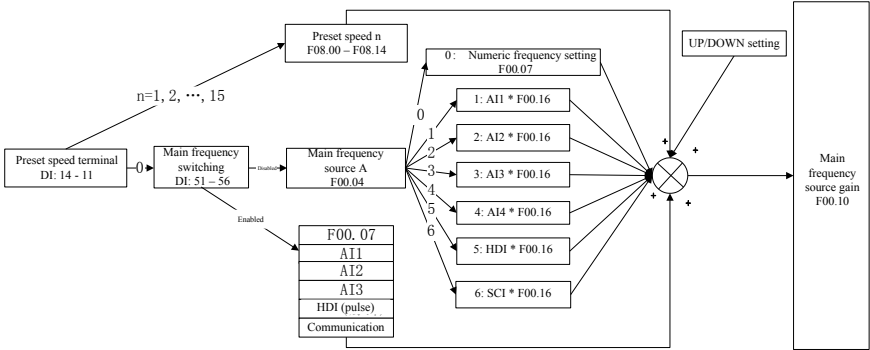 Preset speed n
F08.00 – F08.14
UP/DOWN setting
0: Numeric frequency setting
F00.07
n=1, 2, ⋯, 15
1: AI1 * F00.16
2: AI2 * F00.16
3: AI3 * F00.16
4: AI4 * F00.16
5: HDI * F00.16
6: SCI * F00.16
0
1
2
3
4
5
6
Preset speed terminal
DI: 14 - 11
0
Main frequency
switching
DI: 51 – 56
Disabled
Main frequency
source A
F00.04
Enabled
F00. 07
AI1
AI2
AI3
HDI (pulse)
Communication
+
+
+
+
Main
frequency
source gain
F00.10